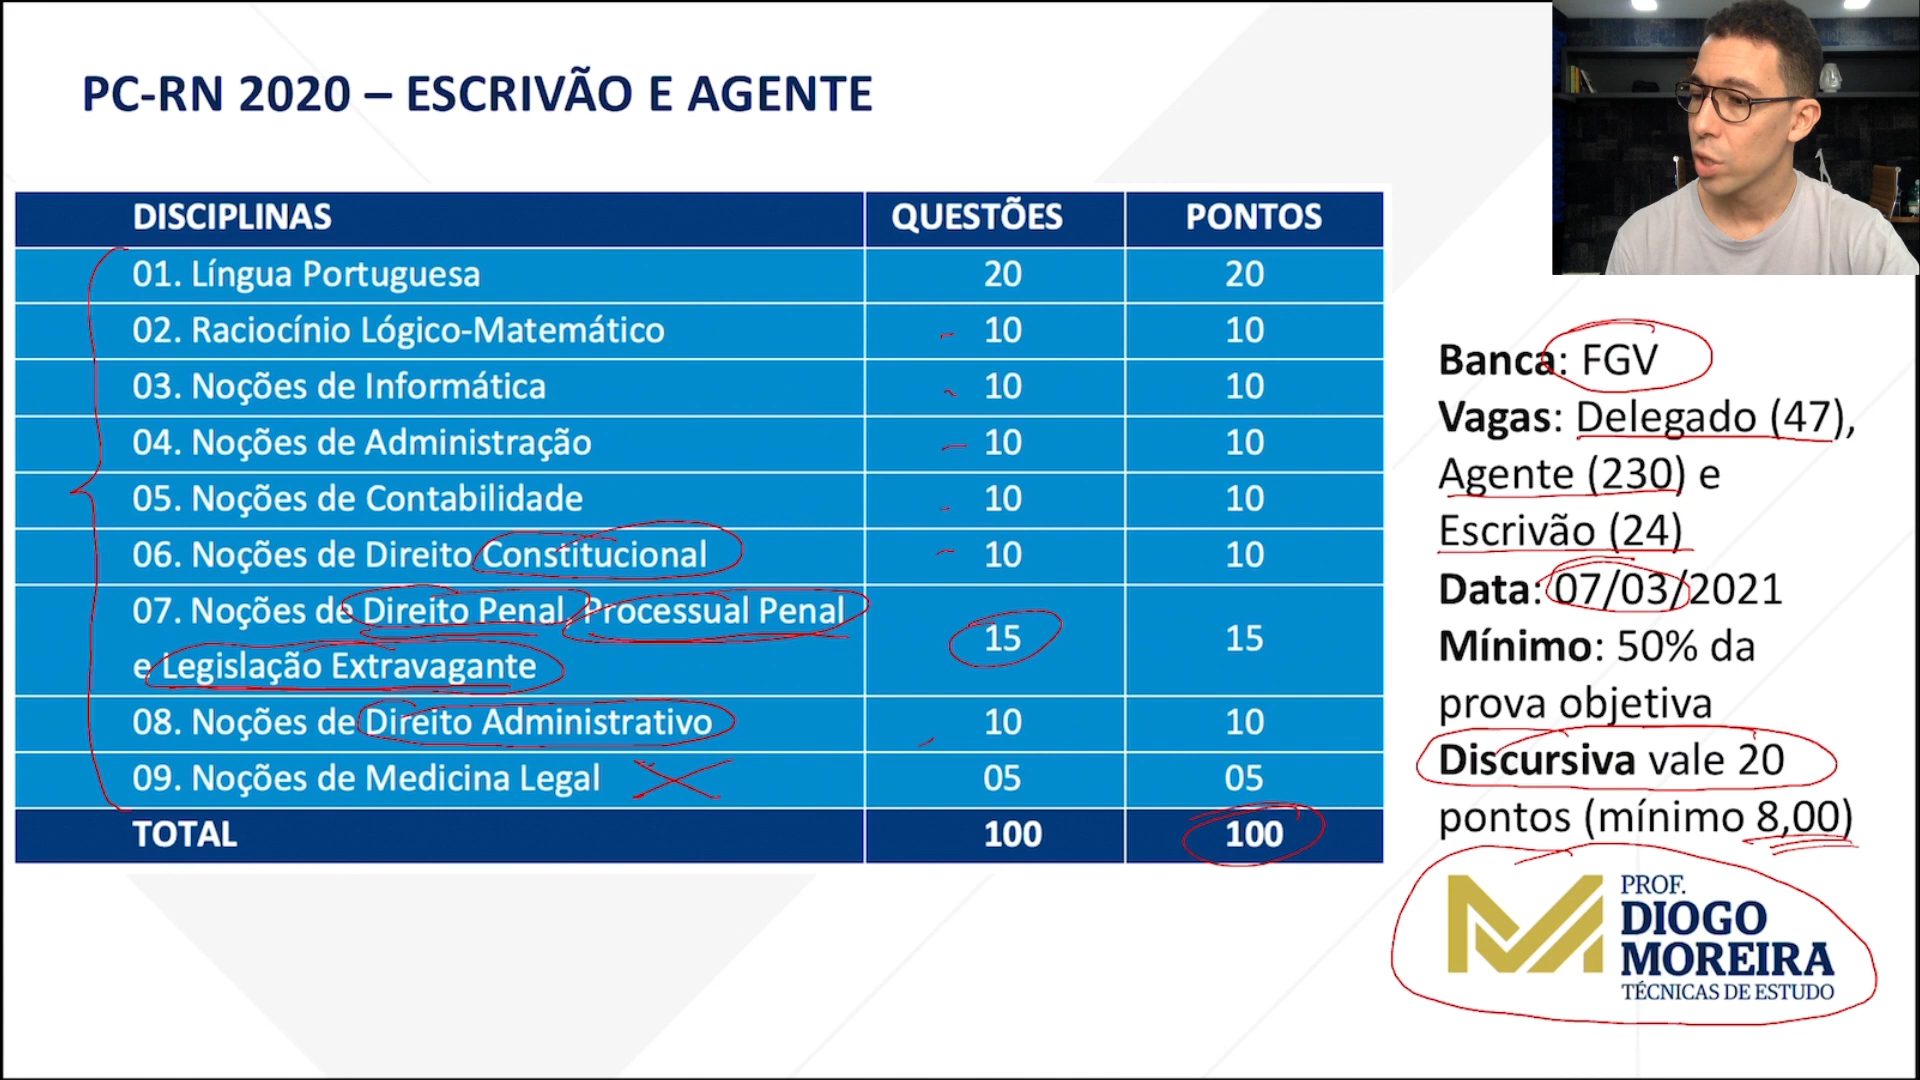 PC-RN 2020 – ESCRIVÃO E AGENTE
DISCIPLINAS QUESTÕES PONTOS
01. Língua Portuguesa 20 20
02. Raciocínio Lógico-Matemático 10 10
03. Noções de Informática 10 10
04. Noções de Administração 10 10
05. Noções de Contabilidade 10 10
06. Noções de Direito Constitucional 10 10
07. Noções de Direito Penal, Processual Penal
e Legislação Extravagante 15 15
08. Noções de Direito Administrativo 10 10
09. Noções de Medicina Legal 05 05
TOTAL 100 100
Banca: FGV
Vagas: Delegado (47),
Agente (230) e
Escrivão (24)
Data: 07/03/2021
Mínimo: 50% da
prova objetiva
Discursiva vale 20
pontos (mínimo 8,00)
PROF.
DIOGO
MOREIRA
TÉCNICAS DE ESTUDO